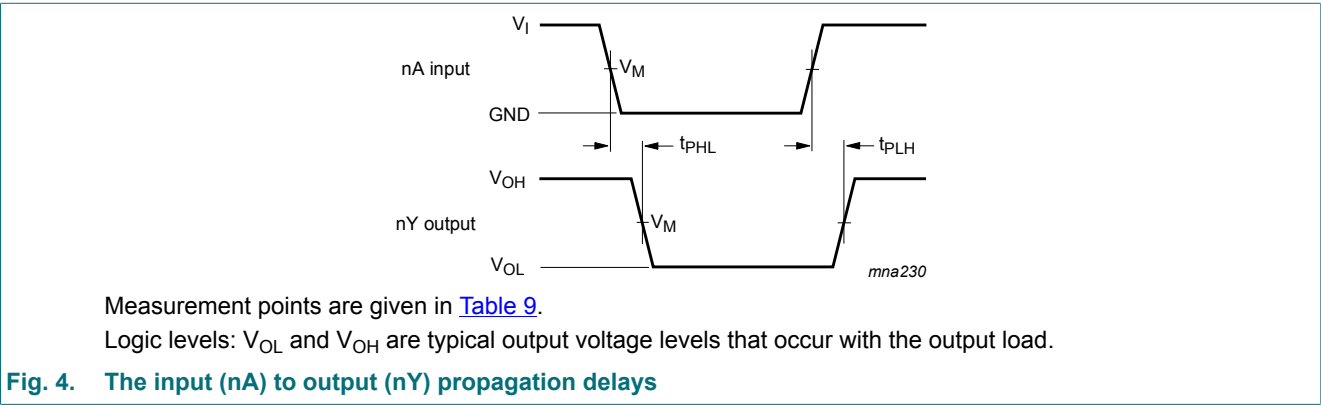 V_I
nA input
V_M
GND
t_PHL
t_PLH
V_OH
nY output
V_M
V_OL
mna230
Measurement points are given in Table 9.
Logic levels: V_OL and V_OH are typical output voltage levels that occur with the output load.
Fig. 4. The input (nA) to output (nY) propagation delays